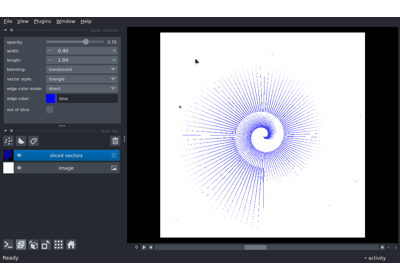 File View Plugins Window Help
opacity: 0.70
width: 0.40
length: 1.00
blending: translucent
vector style: triangle
edge color mode: direct
edge color: blue
out of slice:
sliced vectors
Image
0
Ready
activity